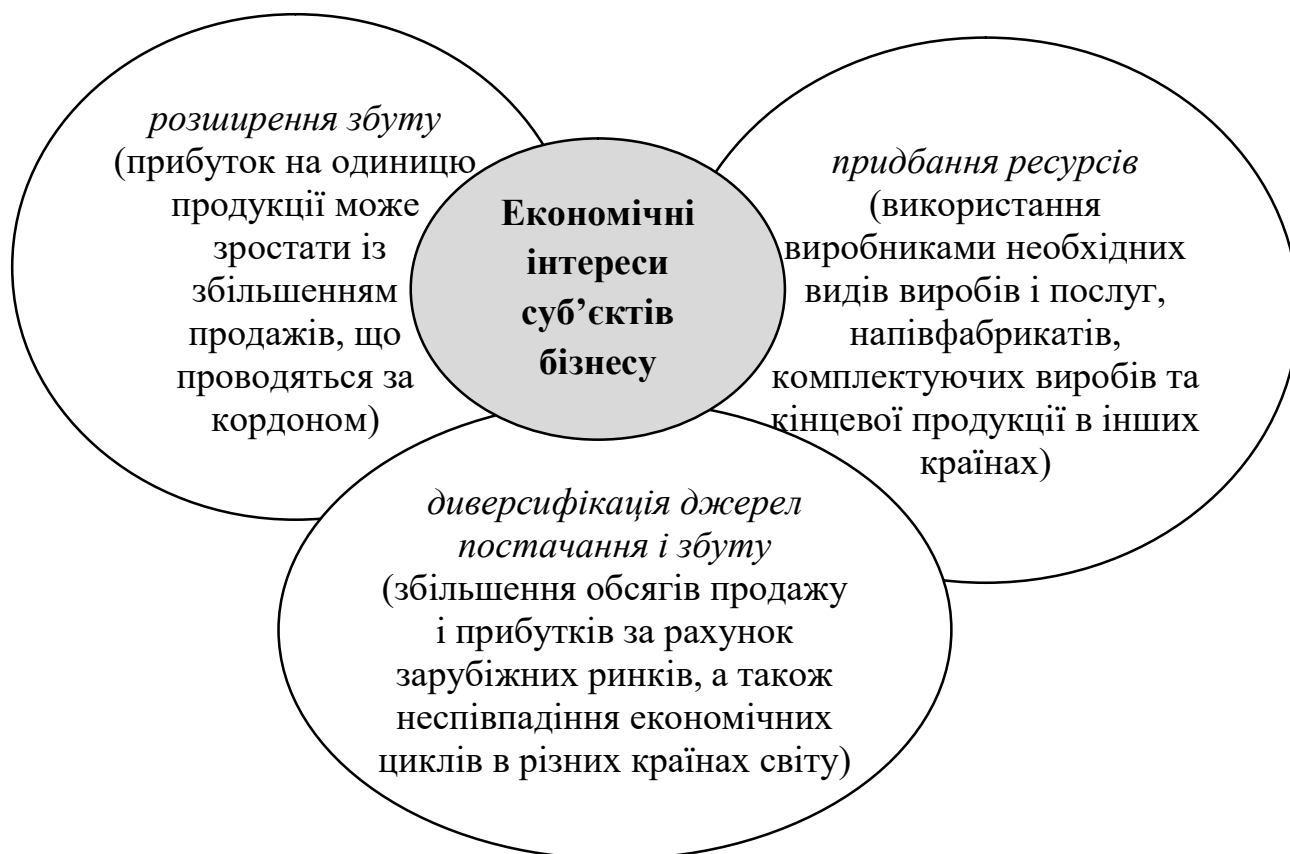 розширення збуту
(прибуток на одиницю
продукції може
зростати із
збільшенням
продажів, що
проводяться за
кордоном)
Економічні
інтереси
суб’єктів
бізнесу
придбання ресурсів
(використання
виробниками необхідних
видів виробів і послуг,
напівфабрикатів,
комплектуючих виробів та
кінцевої продукції в інших
країнах)
диверсифікація джерел
постачання і збуту
(збільшення обсягів продажу
і прибутків за рахунок
зарубіжних ринків, а також
неспівпадіння економічних
циклів в різних країнах світу)